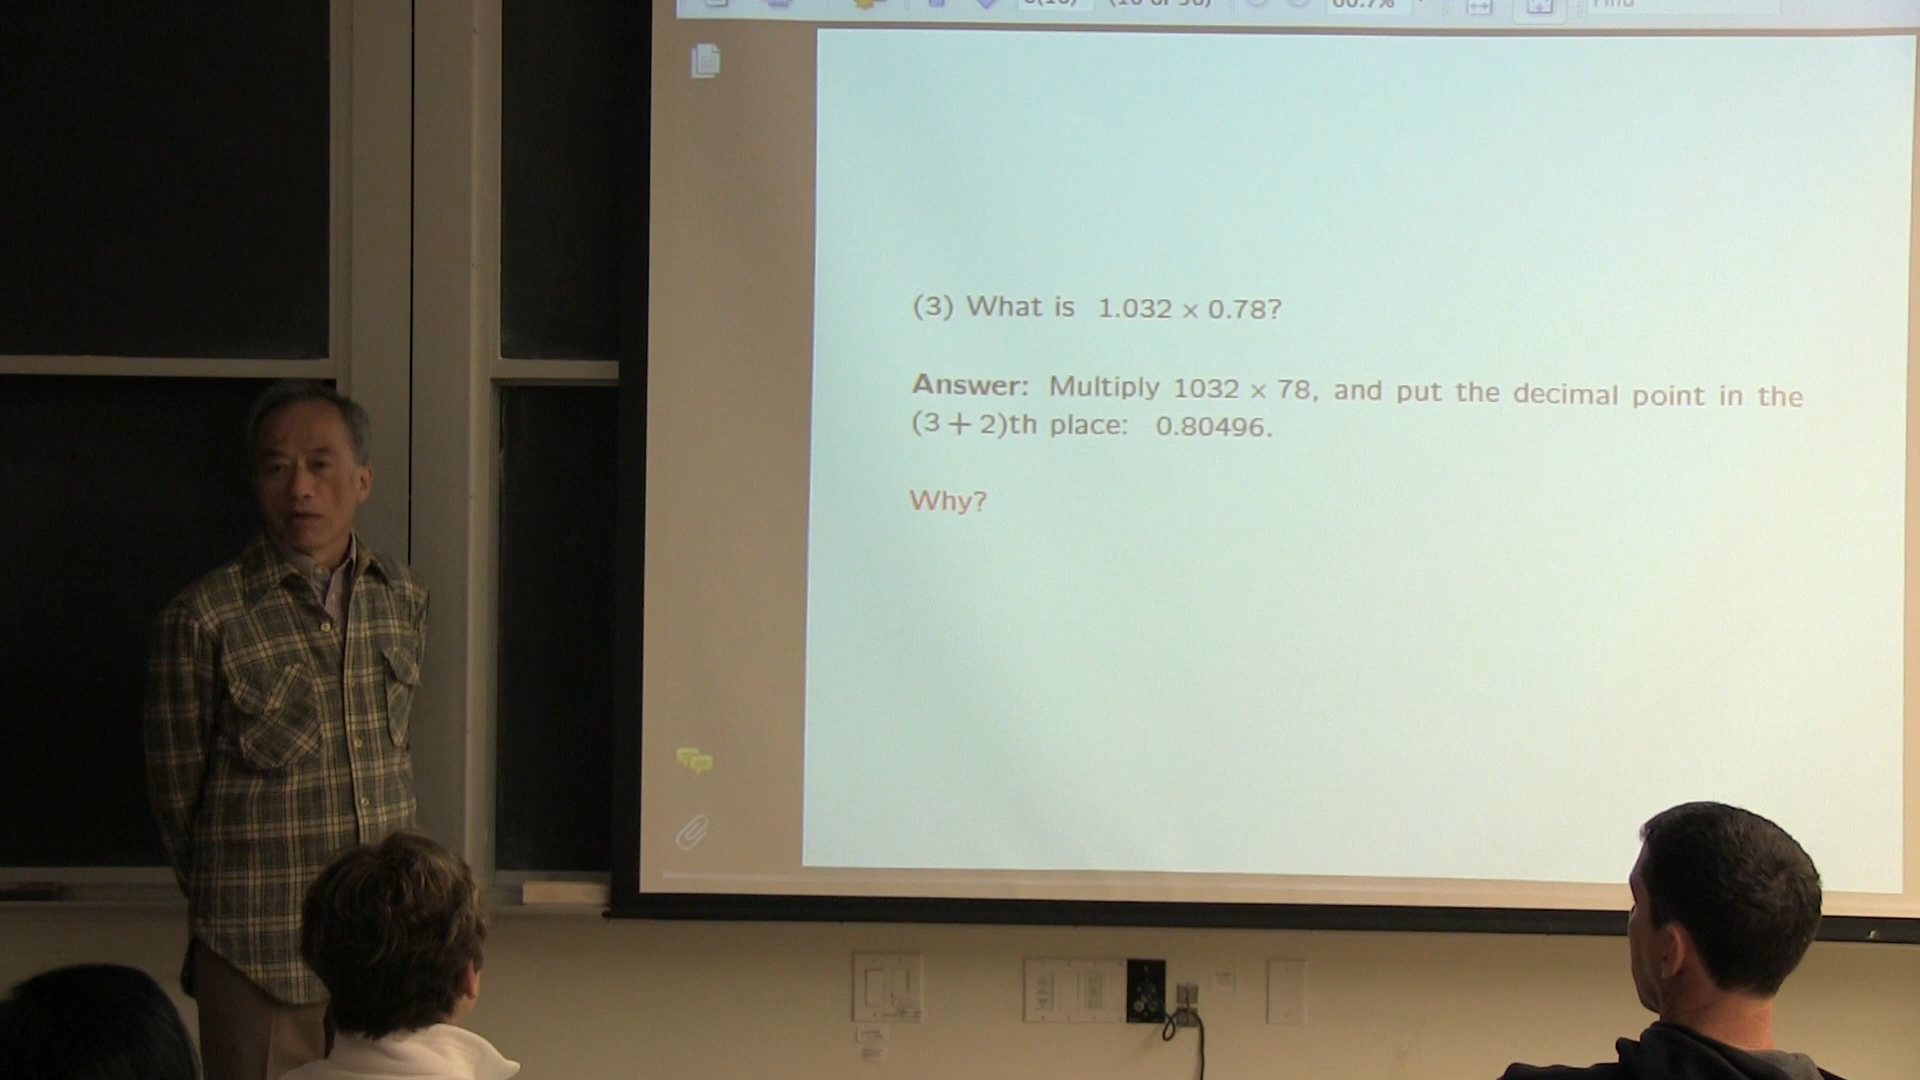 (3) What is 1.032 × 0.78?
Answer: Multiply 1032 × 78, and put the decimal point in the
(3 + 2)th place: 0.80496.
Why?